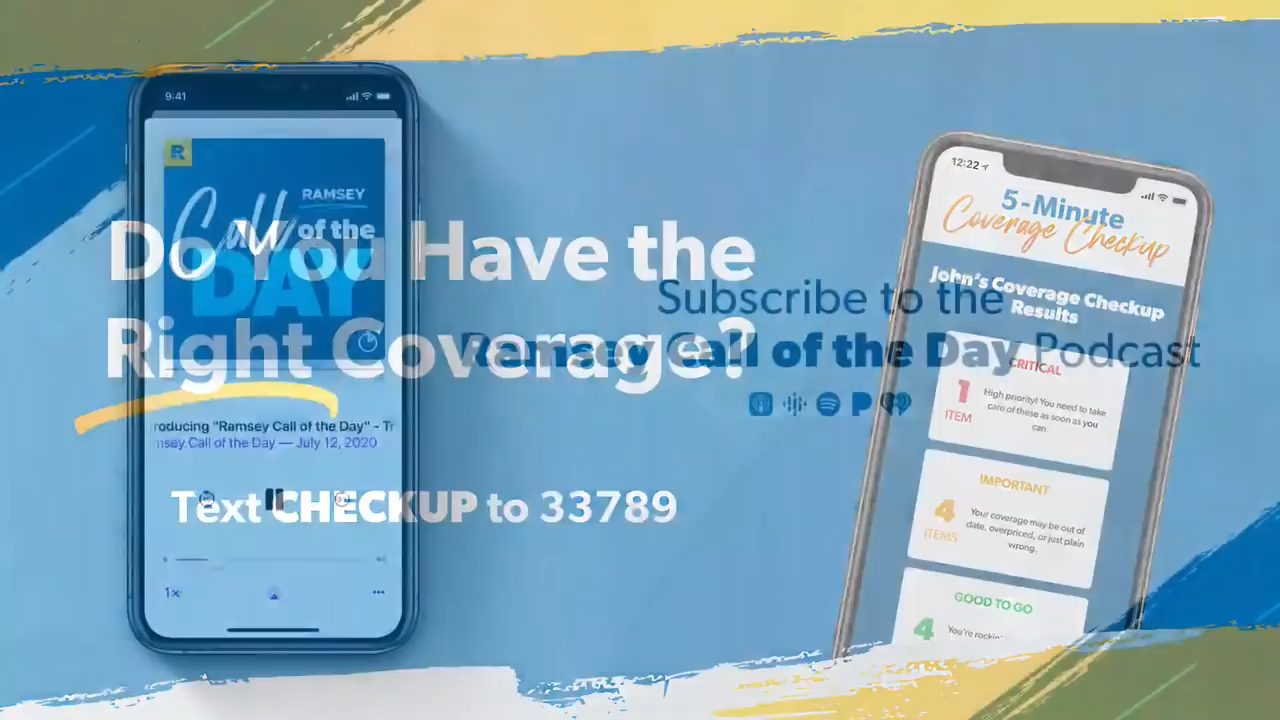 9:41
R
Call
RAMSEY
of the
DAY
Do You Have the
Right Coverage?
Subscribe to the
Ramsey Call of the Day Podcast
roducing "Ramsey Call of the Day" - Tr
msey Call of the Day — July 12, 2020
Text CHECKUP to 33789
1×
12:22
5-Minute
Coverage Checkup
John's Coverage Checkup
Results
CRITICAL
1
ITEM
High priority! You need to take
care of these as soon as you
can.
IMPORTANT
4
ITEMS
Your coverage may be out of
date, overpriced, or just plain
wrong.
GOOD TO GO
4
You're rockin'